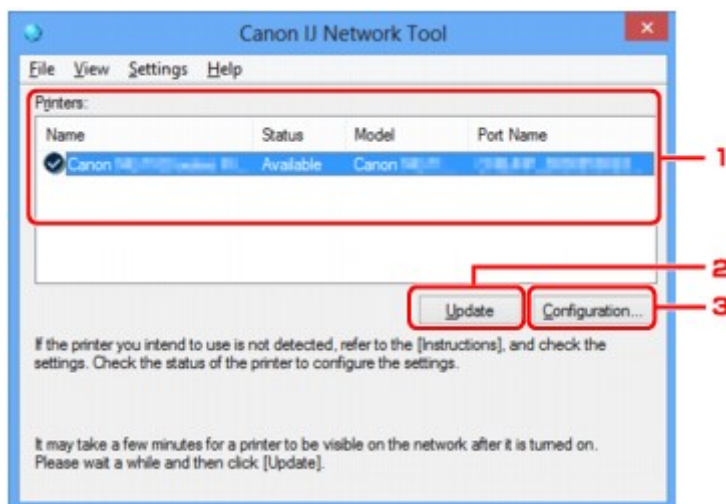 Canon IJ Network Tool
File View Settings Help
Printers:
Name Status Model Port Name
Canon Available Canon
1
2
Update Configuration...
3
If the printer you intend to use is not detected, refer to the [Instructions], and check the
settings. Check the status of the printer to configure the settings.
It may take a few minutes for a printer to be visible on the network after it is turned on.
Please wait a while and then click [Update].